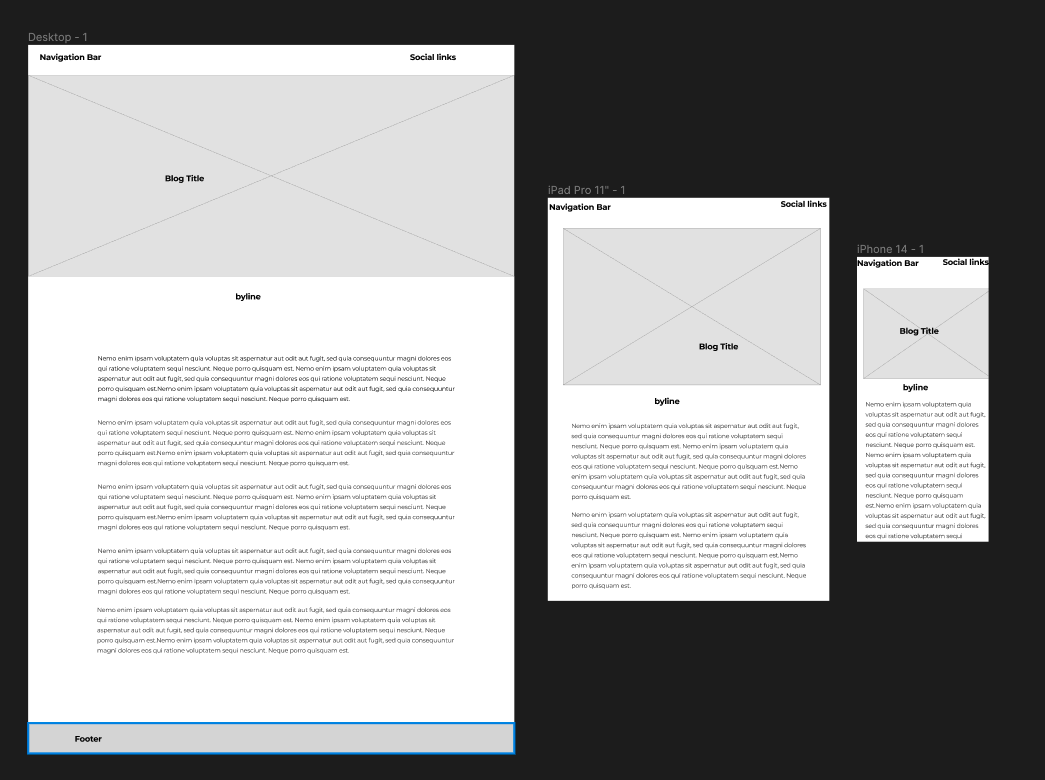 Desktop - 1
Navigation Bar
Social links
Blog Title
byline
Nemo enim ipsam voluptatem quia voluptas sit aspernatur aut odit aut fugit, sed quia consequuntur magni dolores eos
qui ratione voluptatem sequi nesciunt. Neque porro quisquam est. Nemo enim ipsam voluptatem quia voluptas sit
aspernatur aut odit aut fugit, sed quia consequuntur magni dolores eos qui ratione voluptatem sequi nesciunt. Neque
porro quisquam est.Nemo enim ipsam voluptatem quia voluptas sit aspernatur aut odit aut fugit, sed quia consequuntur
magni dolores eos qui ratione voluptatem sequi nesciunt. Neque porro quisquam est.
Nemo enim ipsam voluptatem quia voluptas sit aspernatur aut odit aut fugit, sed quia consequuntur magni dolores eos
qui ratione voluptatem sequi nesciunt. Neque porro quisquam est. Nemo enim ipsam voluptatem quia voluptas sit
aspernatur aut odit aut fugit, sed quia consequuntur magni dolores eos qui ratione voluptatem sequi nesciunt. Neque
porro quisquam est.Nemo enim ipsam voluptatem quia voluptas sit aspernatur aut odit aut fugit, sed quia consequuntur
magni dolores eos qui ratione voluptatem sequi nesciunt. Neque porro quisquam est.
Nemo enim ipsam voluptatem quia voluptas sit aspernatur aut odit aut fugit, sed quia consequuntur magni dolores eos
qui ratione voluptatem sequi nesciunt. Neque porro quisquam est. Nemo enim ipsam voluptatem quia voluptas sit
aspernatur aut odit aut fugit, sed quia consequuntur magni dolores eos qui ratione voluptatem sequi nesciunt. Neque
porro quisquam est.Nemo enim ipsam voluptatem quia voluptas sit aspernatur aut odit aut fugit, sed quia consequuntur
magni dolores eos qui ratione voluptatem sequi nesciunt. Neque porro quisquam est.
Nemo enim ipsam voluptatem quia voluptas sit aspernatur aut odit aut fugit, sed quia consequuntur magni dolores eos
qui ratione voluptatem sequi nesciunt. Neque porro quisquam est. Nemo enim ipsam voluptatem quia voluptas sit
aspernatur aut odit aut fugit, sed quia consequuntur magni dolores eos qui ratione voluptatem sequi nesciunt. Neque
porro quisquam est.Nemo enim ipsam voluptatem quia voluptas sit aspernatur aut odit aut fugit, sed quia consequuntur
magni dolores eos qui ratione voluptatem sequi nesciunt. Neque porro quisquam est.
Nemo enim ipsam voluptatem quia voluptas sit aspernatur aut odit aut fugit, sed quia consequuntur magni dolores eos
qui ratione voluptatem sequi nesciunt. Neque porro quisquam est. Nemo enim ipsam voluptatem quia voluptas sit
aspernatur aut odit aut fugit, sed quia consequuntur magni dolores eos qui ratione voluptatem sequi nesciunt. Neque
porro quisquam est.Nemo enim ipsam voluptatem quia voluptas sit aspernatur aut odit aut fugit, sed quia consequuntur
magni dolores eos qui ratione voluptatem sequi nesciunt. Neque porro quisquam est.
Footer
iPad Pro 11" - 1
Navigation Bar
Social links
Blog Title
byline
Nemo enim ipsam voluptatem quia voluptas sit aspernatur aut odit aut fugit,
sed quia consequuntur magni dolores eos qui ratione voluptatem sequi
nesciunt. Neque porro quisquam est. Nemo enim ipsam voluptatem quia
voluptas sit aspernatur aut odit aut fugit, sed quia consequuntur magni
dolores eos qui ratione voluptatem sequi nesciunt. Neque porro quisquam est.Nemo
enim ipsam voluptatem quia voluptas sit aspernatur aut odit aut fugit, sed quia
consequuntur magni dolores eos qui ratione voluptatem sequi nesciunt. Neque
porro quisquam est.
Nemo enim ipsam voluptatem quia voluptas sit aspernatur aut odit aut fugit,
sed quia consequuntur magni dolores eos qui ratione voluptatem sequi
nesciunt. Neque porro quisquam est. Nemo enim ipsam voluptatem quia
voluptas sit aspernatur aut odit aut fugit, sed quia consequuntur magni
dolores eos qui ratione voluptatem sequi nesciunt. Neque porro quisquam est.Nemo
enim ipsam voluptatem quia voluptas sit aspernatur aut odit aut fugit, sed quia
consequuntur magni dolores eos qui ratione voluptatem sequi nesciunt. Neque
porro quisquam est.
iPhone 14 - 1
Navigation Bar
Social links
Blog Title
byline
Nemo enim ipsam voluptatem quia
voluptas sit aspernatur aut odit aut fugit,
sed quia consequuntur magni dolores
eos qui ratione voluptatem sequi
nesciunt. Neque porro quisquam est.
Nemo enim ipsam voluptatem quia
voluptas sit aspernatur aut odit aut fugit,
sed quia consequuntur magni dolores
eos qui ratione voluptatem sequi
nesciunt. Neque porro quisquam
est.Nemo enim ipsam voluptatem quia
voluptas sit aspernatur aut odit aut fugit,
sed quia consequuntur magni dolores
eos qui ratione voluptatem sequi